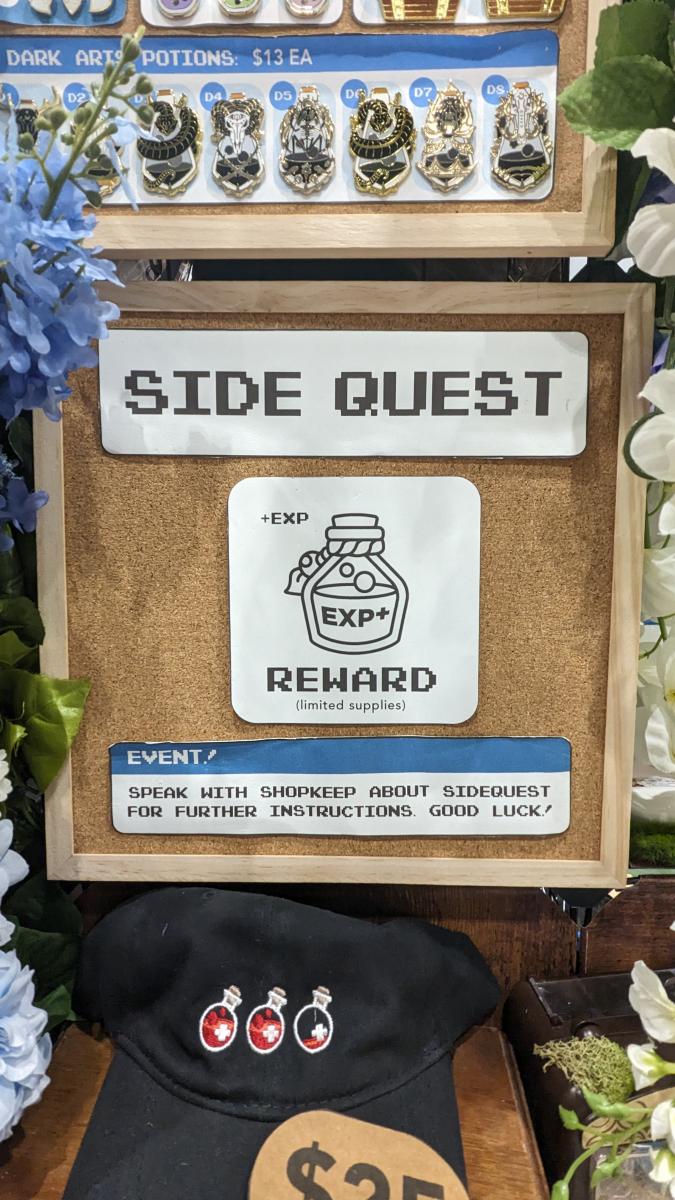 DARK ARTS POTIONS: $13 EA
D2
D4
D5
D6
D7
D8
SIDE QUEST
+EXP
EXP+
REWARD
(limited supplies)
EVENT!
SPEAK WITH SHOPKEEP ABOUT SIDEQUEST
FOR FURTHER INSTRUCTIONS. GOOD LUCK!